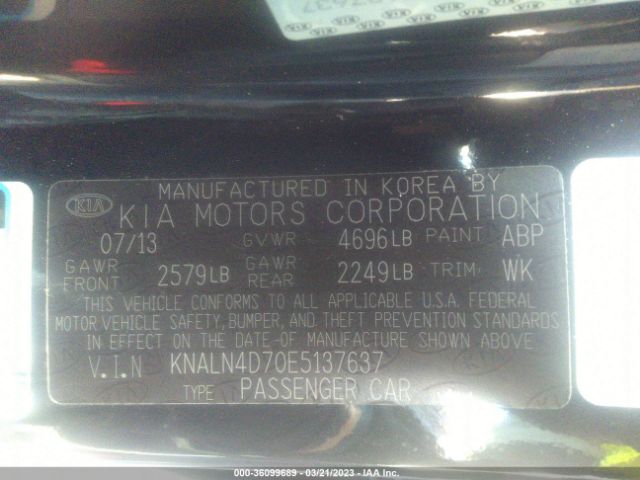 MANUFACTURED IN KOREA BY
KIA KIA MOTORS CORPORATION
07/13 GVWR 4696LB PAINT ABP
GAWR FRONT 2579LB GAWR REAR 2249LB TRIM: WK
THIS VEHICLE CONFORMS TO ALL APPLICABLE U.S.A. FEDERAL
MOTOR VEHICLE SAFETY, BUMPER, AND THEFT PREVENTION STANDARDS
IN EFFECT ON THE DATE-OF MANUFACTURE SHOWN ABOVE
V.I.N KNALN4D70E5137637
TYPE PASSENGER CAR
000-36099689 - 03/21/2023 - IAA Inc.